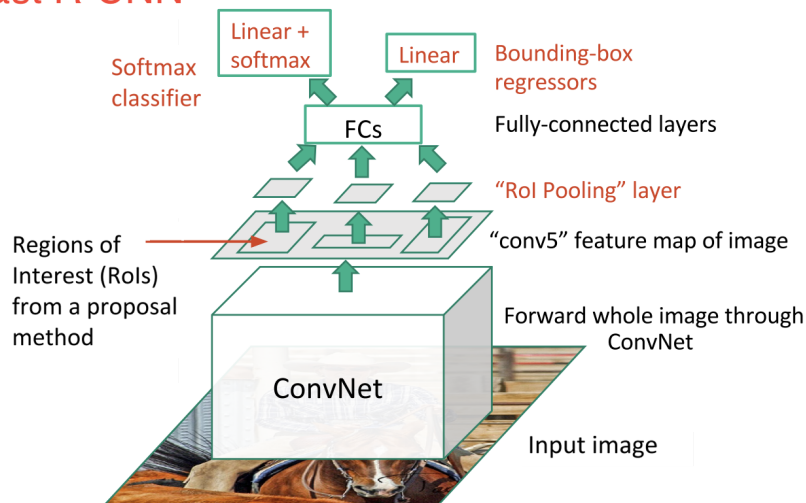 R-CNN
Linear +
softmax
Linear
Softmax
classifier
Bounding-box
regressors
FCs
Fully-connected layers
“RoI Pooling” layer
“conv5” feature map of image
Regions of
Interest (RoIs)
from a proposal
method
Forward whole image through
ConvNet
ConvNet
Input image